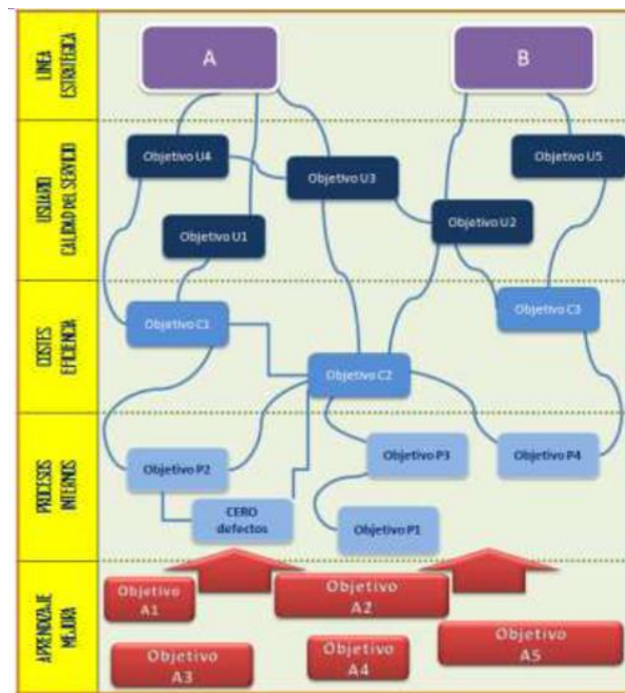 LINEA
ESTRATEGICA
A
B
USUARIO
CALIDAD DEL SERVICIO
Objetivo U4
Objetivo U3
Objetivo U5
Objetivo U1
Objetivo U2
COSTES
EFICIENCIA
Objetivo C1
Objetivo C2
Objetivo C3
PROCESOS
INTERNOS
Objetivo P2
Objetivo P3
Objetivo P4
CERO
defectos
Objetivo P1
APRENDIZAJE
MEJORA
Objetivo
A1
Objetivo
A2
Objetivo
A3
Objetivo
A4
Objetivo
A5